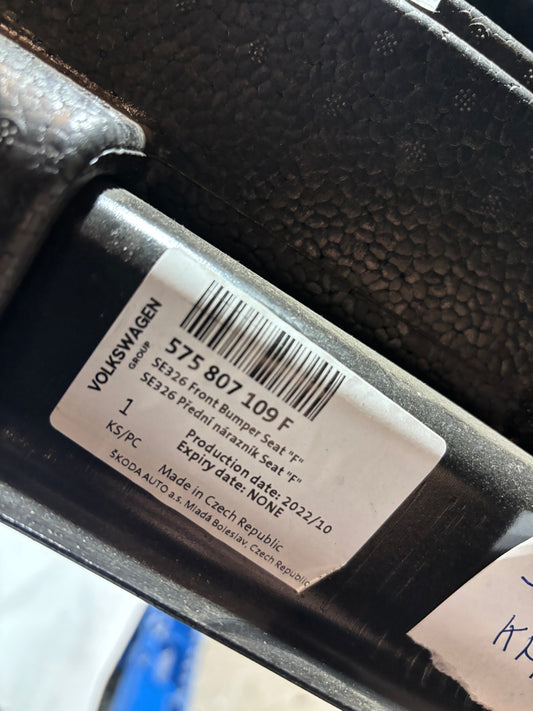 VOLKSWAGEN
GROUP
575 807 109 F
SE326 Front Bumper Seat "F"
SE326 Přední nárazník Seat "F"
1
KS/PC
Production date: 2022/10
Expiry date: NONE
Made in Czech Republic
ŠKODA AUTO a.s. Mladá Boleslav, Czech Republic